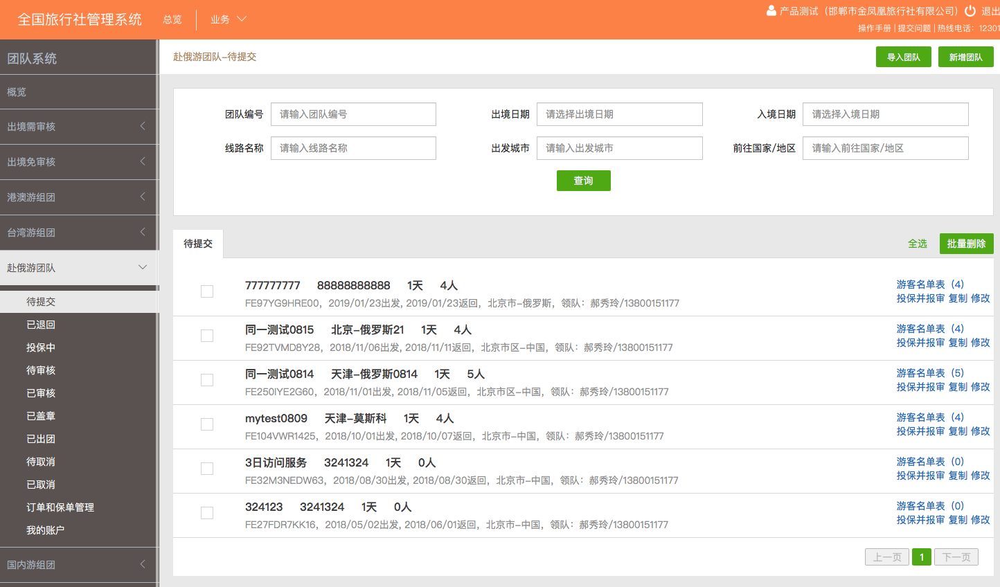 全国旅行社管理系统 总览 业务 产品测试（邯郸市金凤凰旅行社有限公司） 退出
操作手册 | 提交问题 | 热线电话：12301
团队系统
赴俄游团队-待提交 导入团队 新增团队
概览
出境需审核
出境免审核
港澳游组团
台湾游组团
赴俄游团队
待提交
已退回
投保中
待审核
已审核
已盖章
已出团
待取消
已取消
订单和保单管理
我的账户
国内游组团
团队编号 请输入团队编号 出境日期 请选择出境日期 入境日期 请选择入境日期
线路名称 请输入线路名称 出发城市 请输入出发城市 前往国家/地区 请输入前往国家/地区
查询
待提交 全选 批量删除
777777777 88888888888 1天 4人 游客名单表（4）
FE97YG9HRE00，2019/01/23出发, 2019/01/23返回，北京市-俄罗斯，领队：郝秀玲/13800151177 投保并报审 复制 修改
同一测试0815 北京-俄罗斯21 1天 4人 游客名单表（4）
FE92TVMD8Y28，2018/11/06出发, 2018/11/11返回，北京市区-中国，领队：郝秀玲/13800151177 投保并报审 复制 修改
同一测试0814 天津-俄罗斯0814 1天 5人 游客名单表（5）
FE250IYE2G60，2018/11/01出发, 2018/11/05返回，北京市区-中国，领队：郝秀玲/13800151177 投保并报审 复制 修改
mytest0809 天津-莫斯科 1天 4人 游客名单表（4）
FE104VWR1425，2018/10/01出发, 2018/10/07返回，北京市-中国，领队：郝秀玲/13800151177 投保并报审 复制 修改
3日访问服务 3241324 1天 0人 游客名单表（0）
FE32M3NEDW63，2018/08/30出发, 2018/08/30返回，北京市-中国，领队：郝秀玲/13800151177 投保并报审 复制 修改
324123 3241324 1天 0人 游客名单表（0）
FE27FDR7KK16，2018/05/02出发, 2018/06/01返回，北京市-中国，领队：郝秀玲/13800151177 投保并报审 复制 修改
上一页 1 下一页